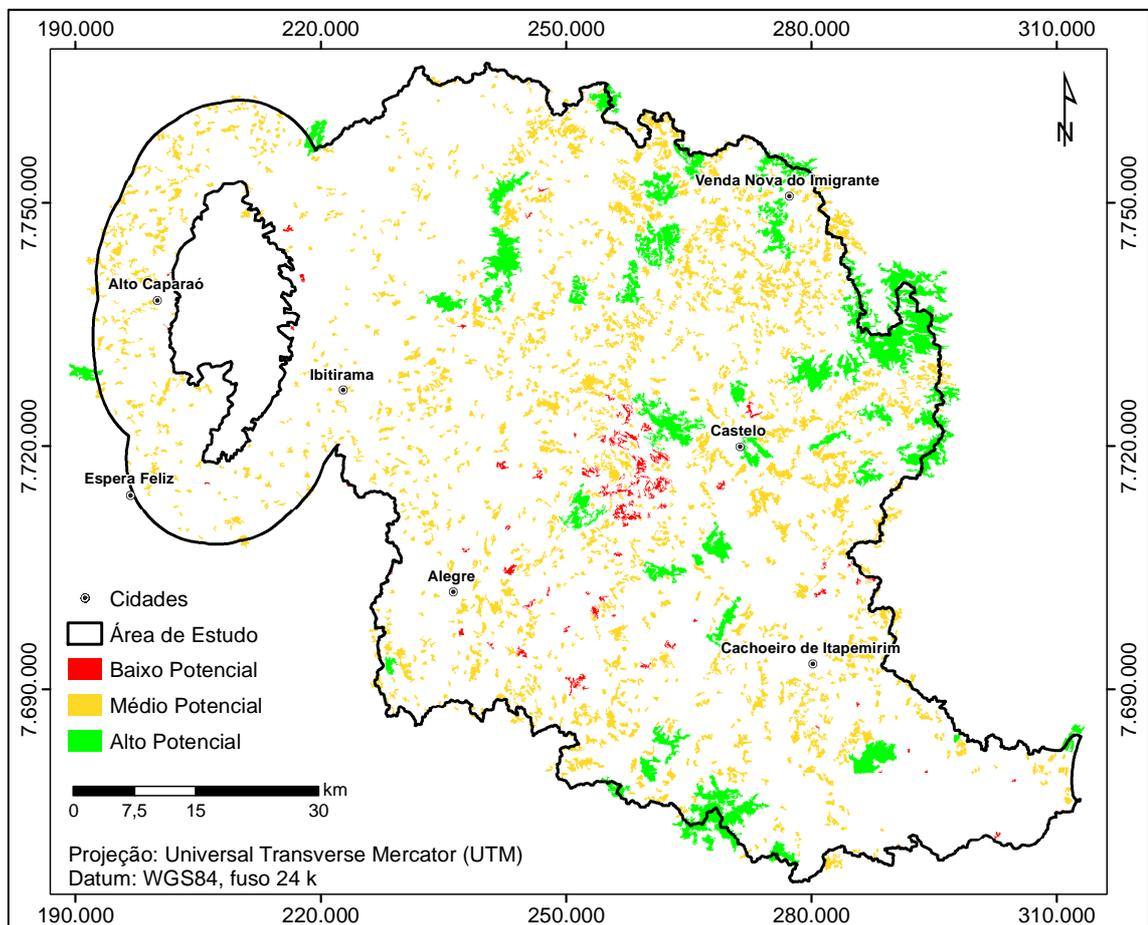 190.000 220.000 250.000 280.000 310.000
N
7.750.000 7.750.000
Venda Nova do Imigrante
Alto Caparaó
Ibitirama
7.720.000 7.720.000
Castelo
Espera Feliz
Alegre
Cachoeiro de Itapemirim
7.690.000 7.690.000
Cidades
Área de Estudo
Baixo Potencial
Médio Potencial
Alto Potencial
km
0 7,5 15 30
Projeção: Universal Transverse Mercator (UTM)
Datum: WGS84, fuso 24 k
190.000 220.000 250.000 280.000 310.000